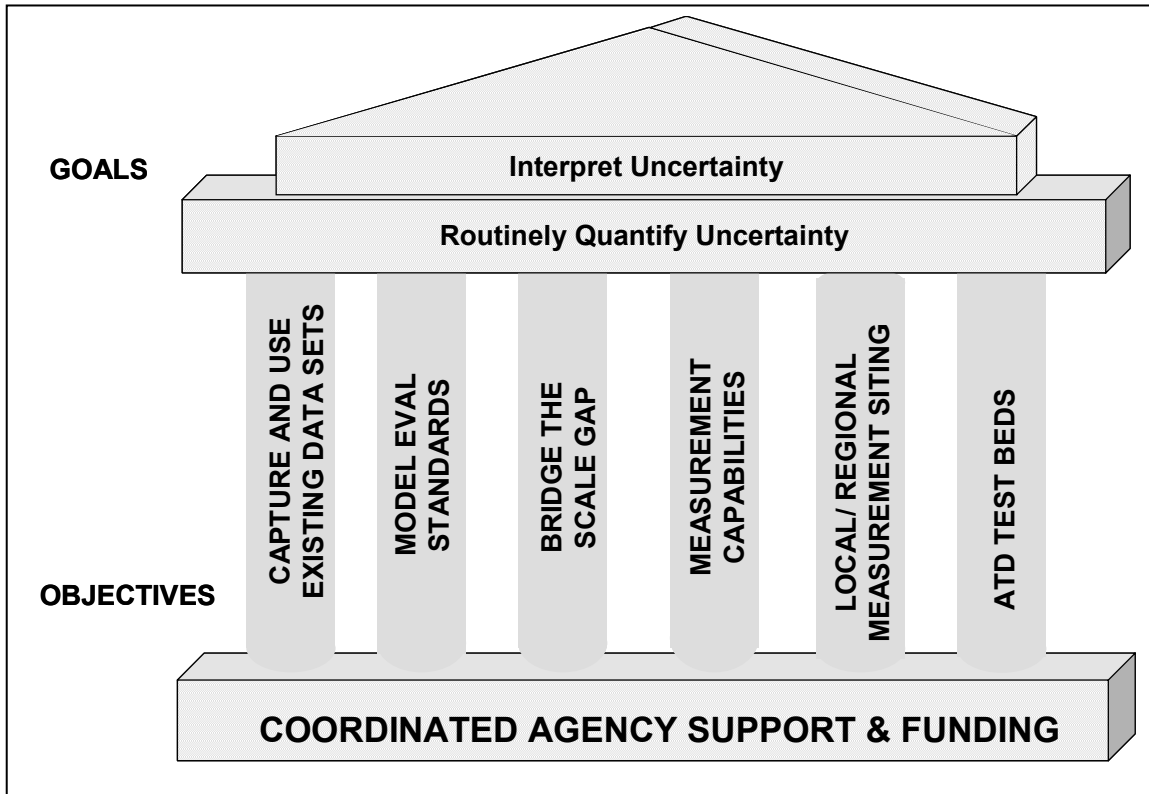 GOALS
Interpret Uncertainty
Routinely Quantify Uncertainty
CAPTURE AND USE
EXISTING DATA SETS
MODEL EVAL
STANDARDS
BRIDGE THE
SCALE GAP
MEASUREMENT
CAPABILITIES
LOCAL/ REGIONAL
MEASUREMENT SITING
ATD TEST BEDS
OBJECTIVES
COORDINATED AGENCY SUPPORT & FUNDING